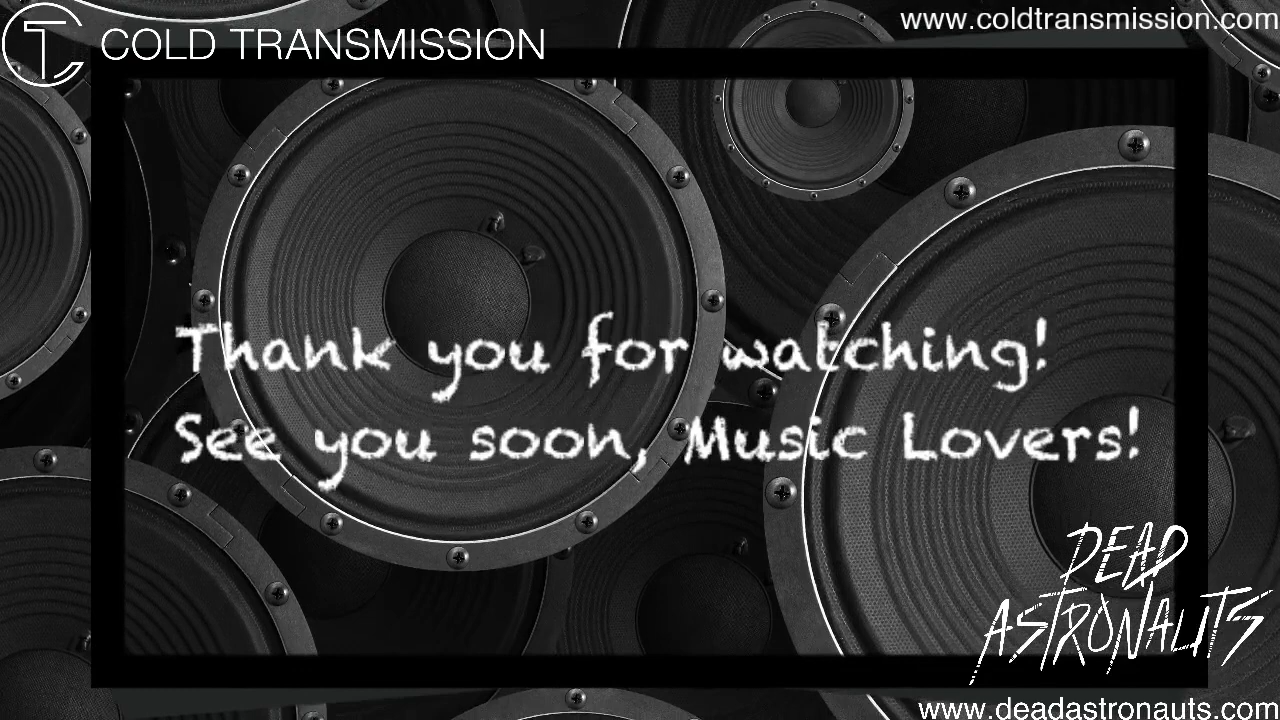 COLD TRANSMISSION
www.coldtransmission.com
Thank you for watching!
See you soon, Music Lovers!
DEAD
ASTRONAUTS
www.deadastronauts.com